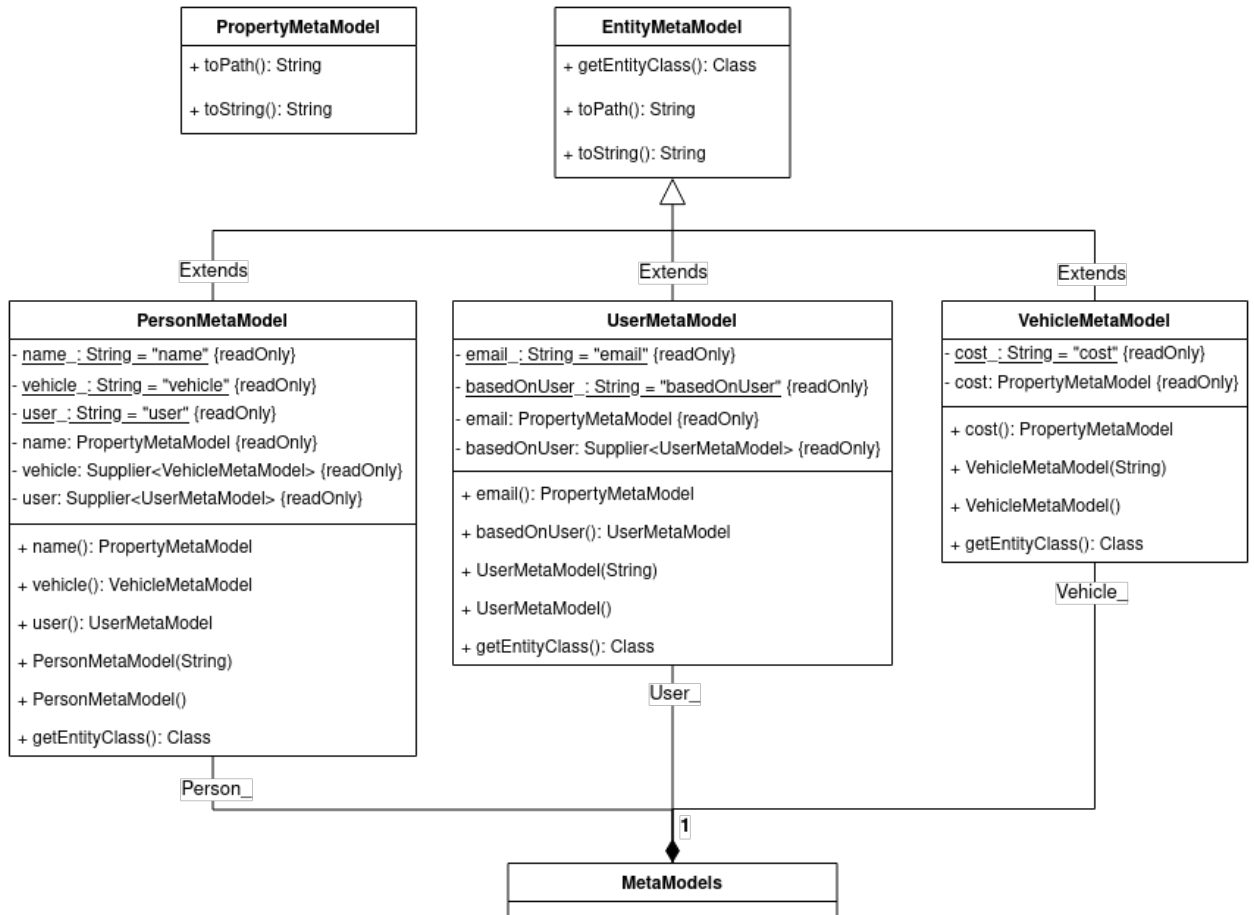 PropertyMetaModel
+ toPath(): String
+ toString(): String
EntityMetaModel
+ getEntityClass(): Class
+ toPath(): String
+ toString(): String
Extends
Extends
Extends
PersonMetaModel
- name_: String = "name" {readOnly}
- vehicle_: String = "vehicle" {readOnly}
- user_: String = "user" {readOnly}
- name: PropertyMetaModel {readOnly}
- vehicle: Supplier<VehicleMetaModel> {readOnly}
- user: Supplier<UserMetaModel> {readOnly}
+ name(): PropertyMetaModel
+ vehicle(): VehicleMetaModel
+ user(): UserMetaModel
+ PersonMetaModel(String)
+ PersonMetaModel()
+ getEntityClass(): Class
UserMetaModel
- email_: String = "email" {readOnly}
- basedOnUser_: String = "basedOnUser" {readOnly}
- email: PropertyMetaModel {readOnly}
- basedOnUser: Supplier<UserMetaModel> {readOnly}
+ email(): PropertyMetaModel
+ basedOnUser(): UserMetaModel
+ UserMetaModel(String)
+ UserMetaModel()
+ getEntityClass(): Class
VehicleMetaModel
- cost_: String = "cost" {readOnly}
- cost: PropertyMetaModel {readOnly}
+ cost(): PropertyMetaModel
+ VehicleMetaModel(String)
+ VehicleMetaModel()
+ getEntityClass(): Class
Person_
User_
Vehicle_
1
MetaModels